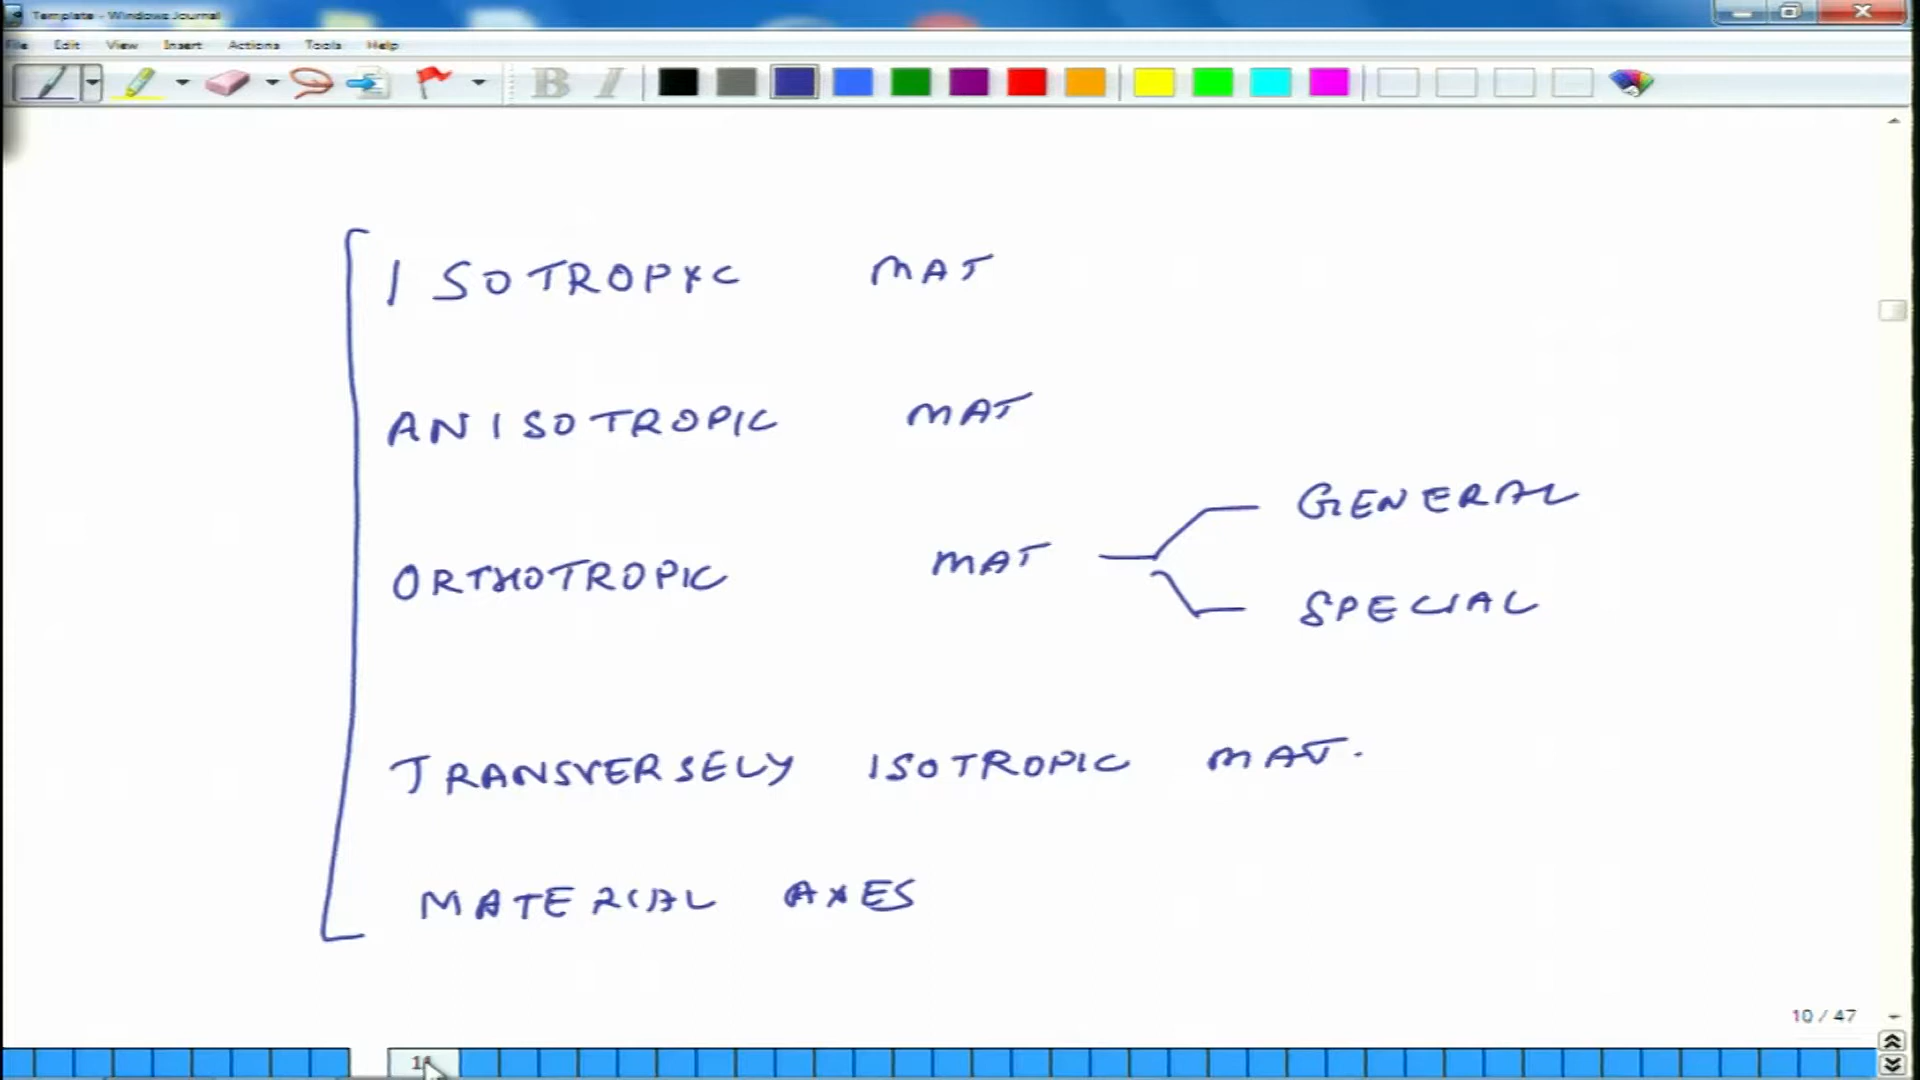 Template - Windows Journal
File Edit View Insert Actions Tools Help
B I
ISOTROPIC MAT
ANISOTROPIC MAT
ORTHOTROPIC MAT
GENERAL
SPECIAL
TRANSVERSELY ISOTROPIC MAT.
MATERIAL AXES
10 / 47